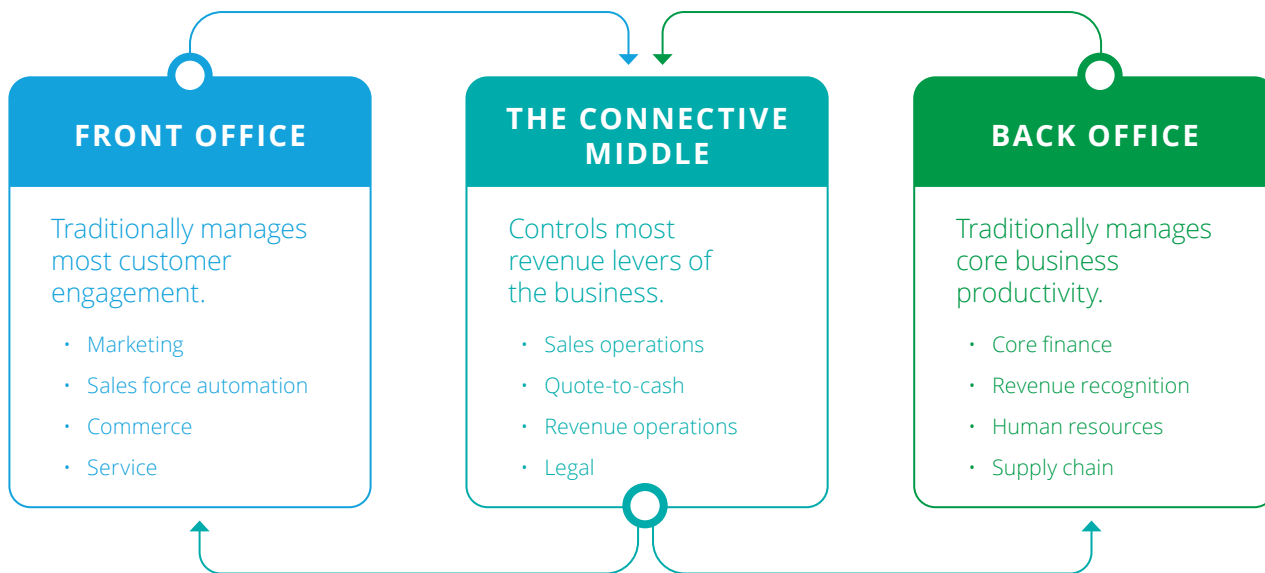 FRONT OFFICE
Traditionally manages
most customer
engagement.
• Marketing
• Sales force automation
• Commerce
• Service
THE CONNECTIVE
MIDDLE
Controls most
revenue levers of
the business.
• Sales operations
• Quote-to-cash
• Revenue operations
• Legal
BACK OFFICE
Traditionally manages
core business
productivity.
• Core finance
• Revenue recognition
• Human resources
• Supply chain